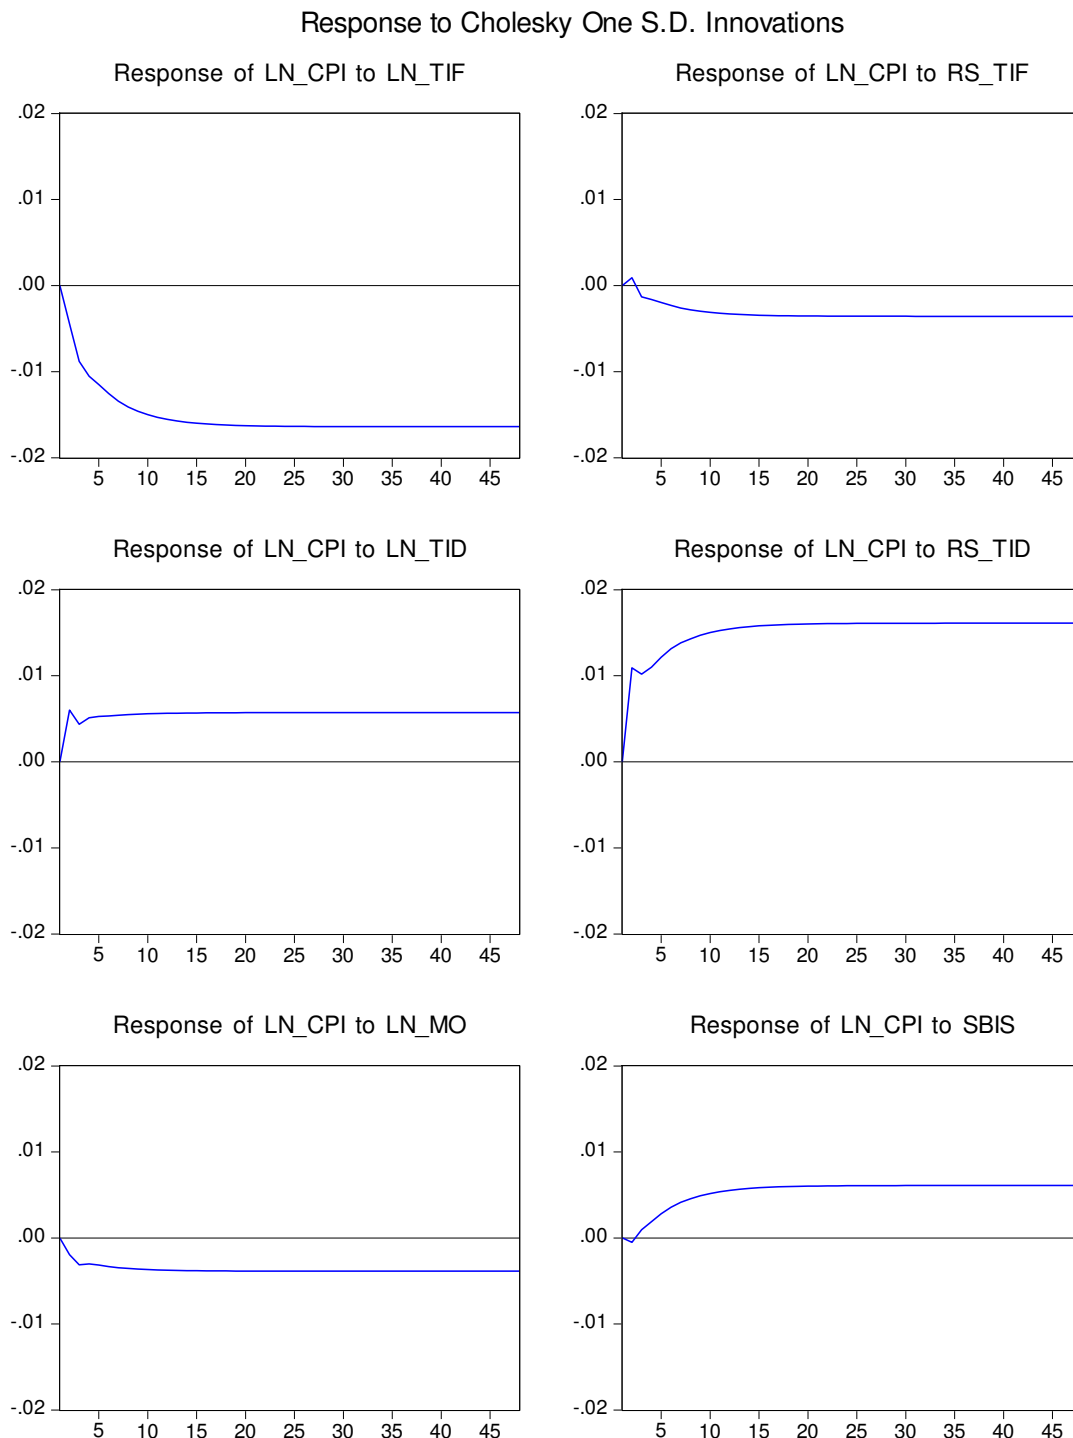 Response to Cholesky One S.D. Innovations
Response of LN_CPI to LN_TIF
.02
.01
.00
-.01
-.02
5 10 15 20 25 30 35 40 45
Response of LN_CPI to RS_TIF
.02
.01
.00
-.01
-.02
5 10 15 20 25 30 35 40 45
Response of LN_CPI to LN_TID
.02
.01
.00
-.01
-.02
5 10 15 20 25 30 35 40 45
Response of LN_CPI to RS_TID
.02
.01
.00
-.01
-.02
5 10 15 20 25 30 35 40 45
Response of LN_CPI to LN_MO
.02
.01
.00
-.01
-.02
5 10 15 20 25 30 35 40 45
Response of LN_CPI to SBIS
.02
.01
.00
-.01
-.02
5 10 15 20 25 30 35 40 45